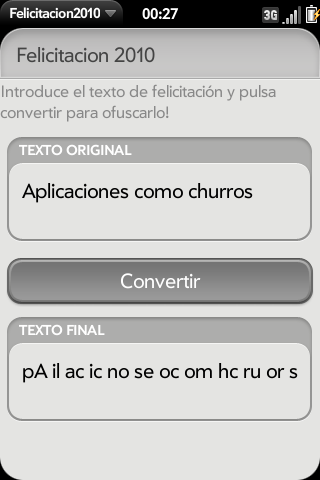 Felicitacion2010 00:27 3G
Felicitacion 2010
Introduce el texto de felicitación y pulsa
convertir para ofuscarlo!
TEXTO ORIGINAL
Aplicaciones como churros
Convertir
TEXTO FINAL
pA il ac ic no se oc om hc ru or s